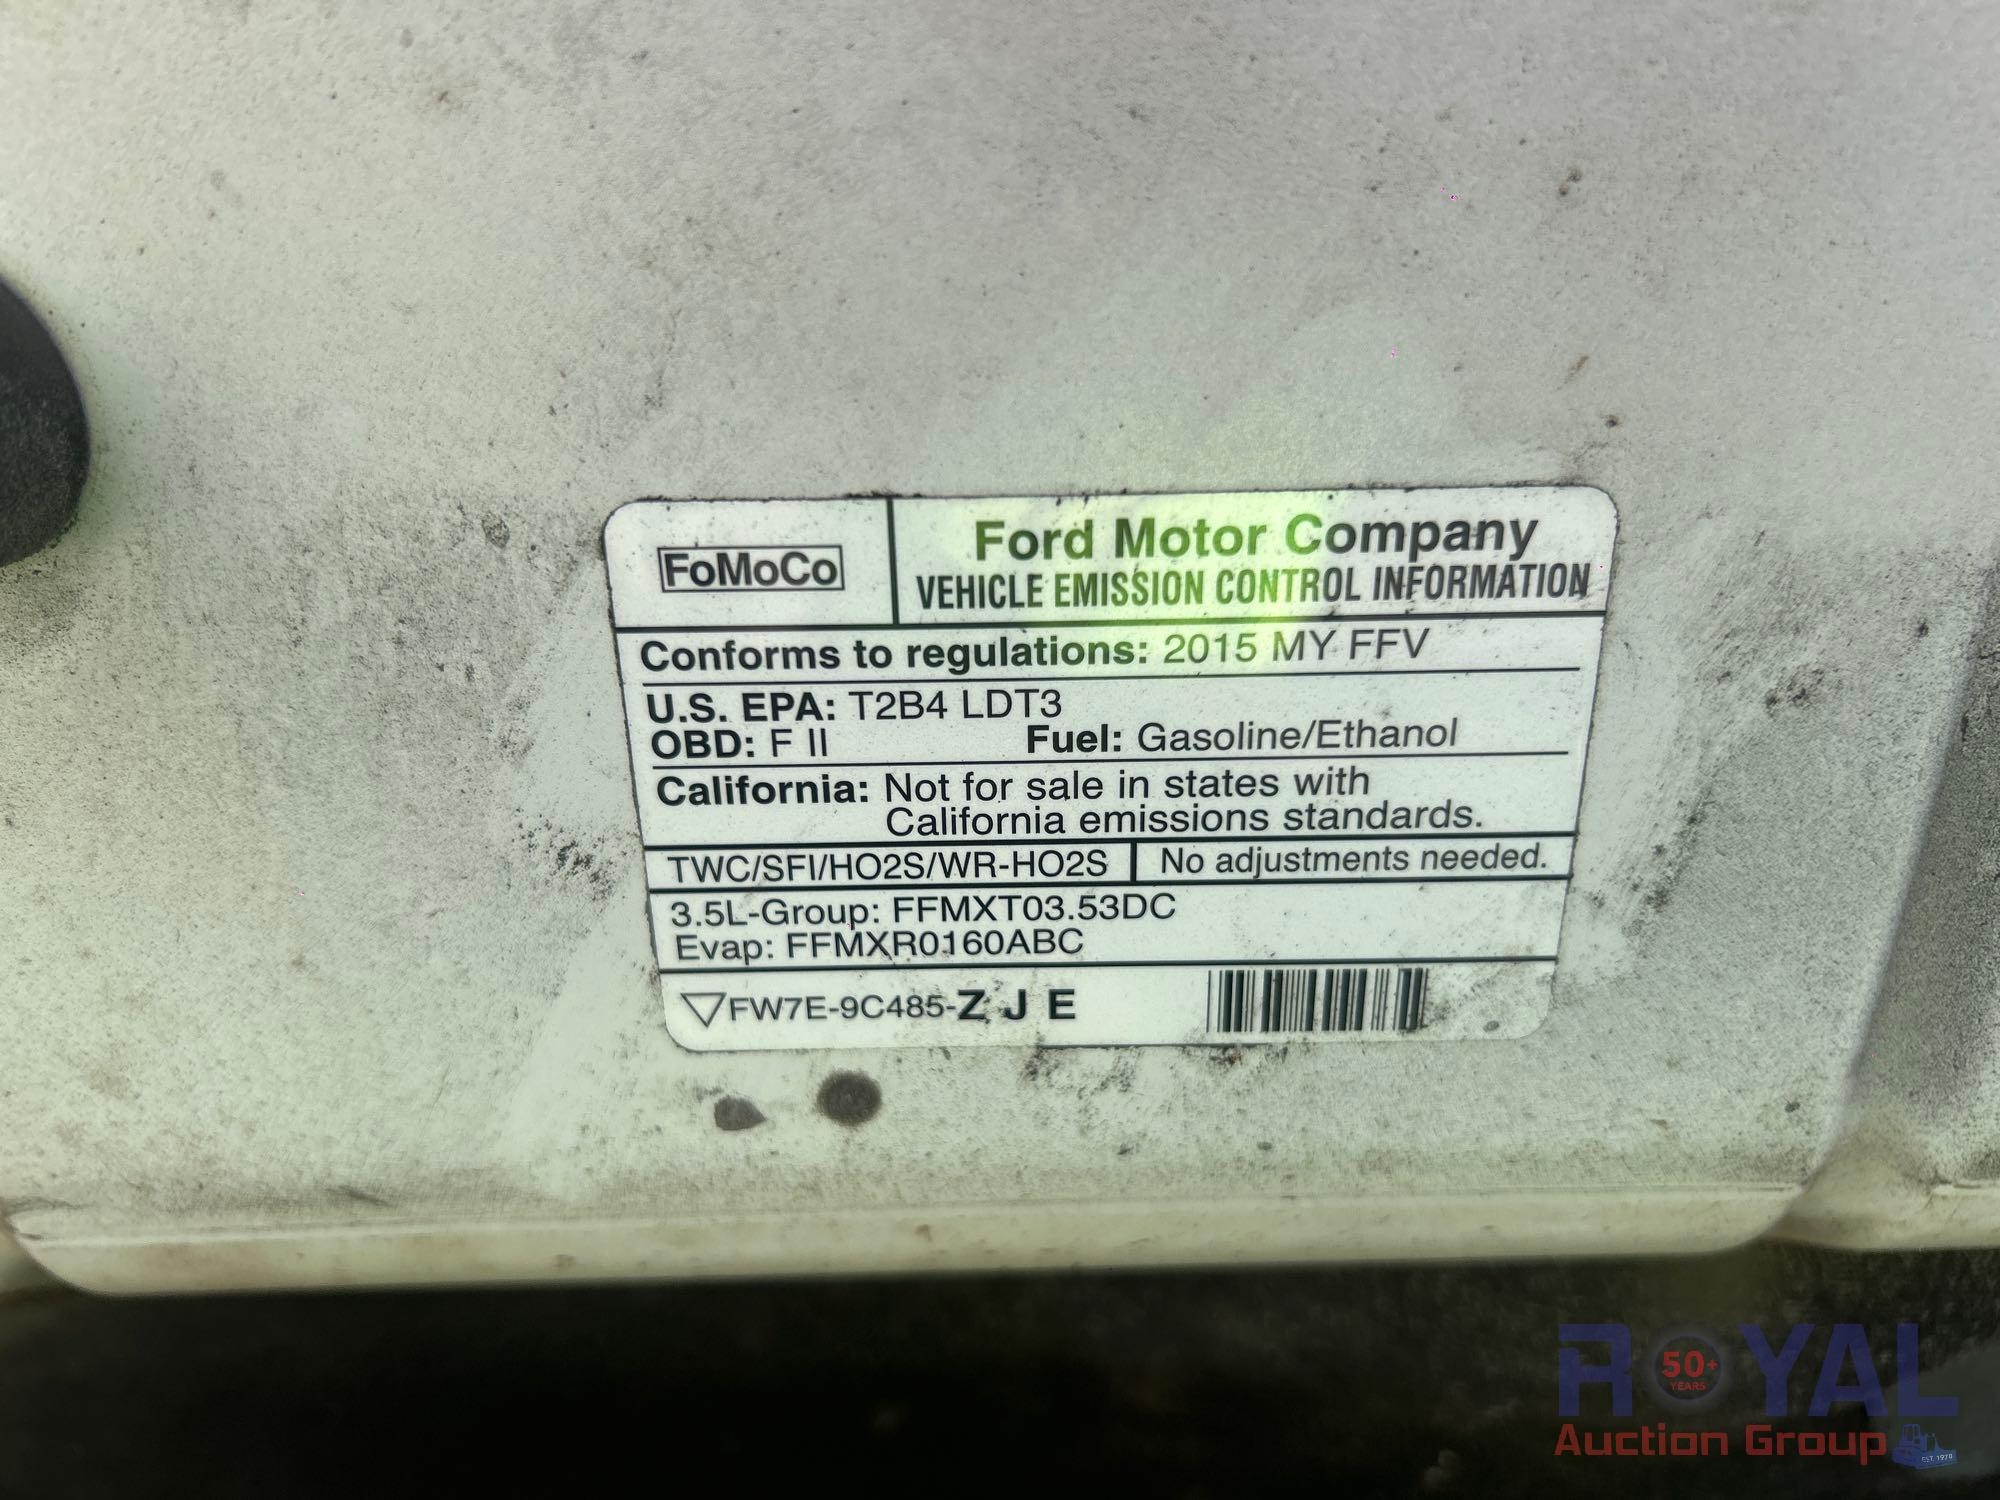 FoMoCo
Ford Motor Company
VEHICLE EMISSION CONTROL INFORMATION
Conforms to regulations: 2015 MY FFV
U.S. EPA: T2B4 LDT3
OBD: F II Fuel: Gasoline/Ethanol
California: Not for sale in states with
California emissions standards.
TWC/SFI/HO2S/WR-HO2S No adjustments needed.
3.5L-Group: FFMXT03.53DC
Evap: FFMXR0160ABC
FW7E-9C485-Z J E
ROYAL
50+
YEARS
Auction Group
EST. 1978